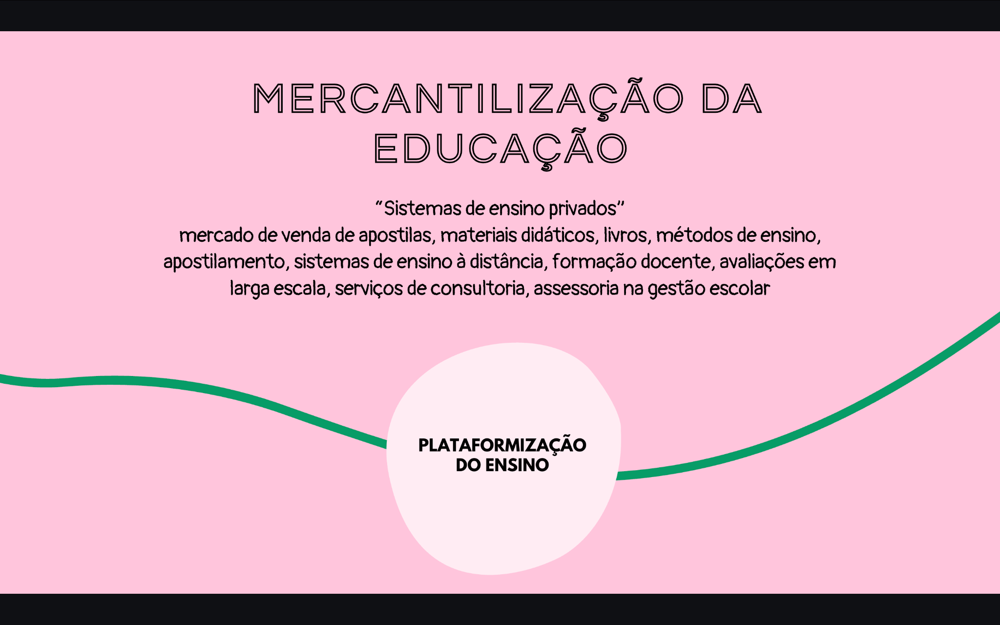 MERCANTILIZAÇÃO DA
EDUCAÇÃO
“Sistemas de ensino privados”
mercado de venda de apostilas, materiais didáticos, livros, métodos de ensino,
apostilamento, sistemas de ensino à distância, formação docente, avaliações em
larga escala, serviços de consultoria, assessoria na gestão escolar
PLATAFORMIZAÇÃO
DO ENSINO